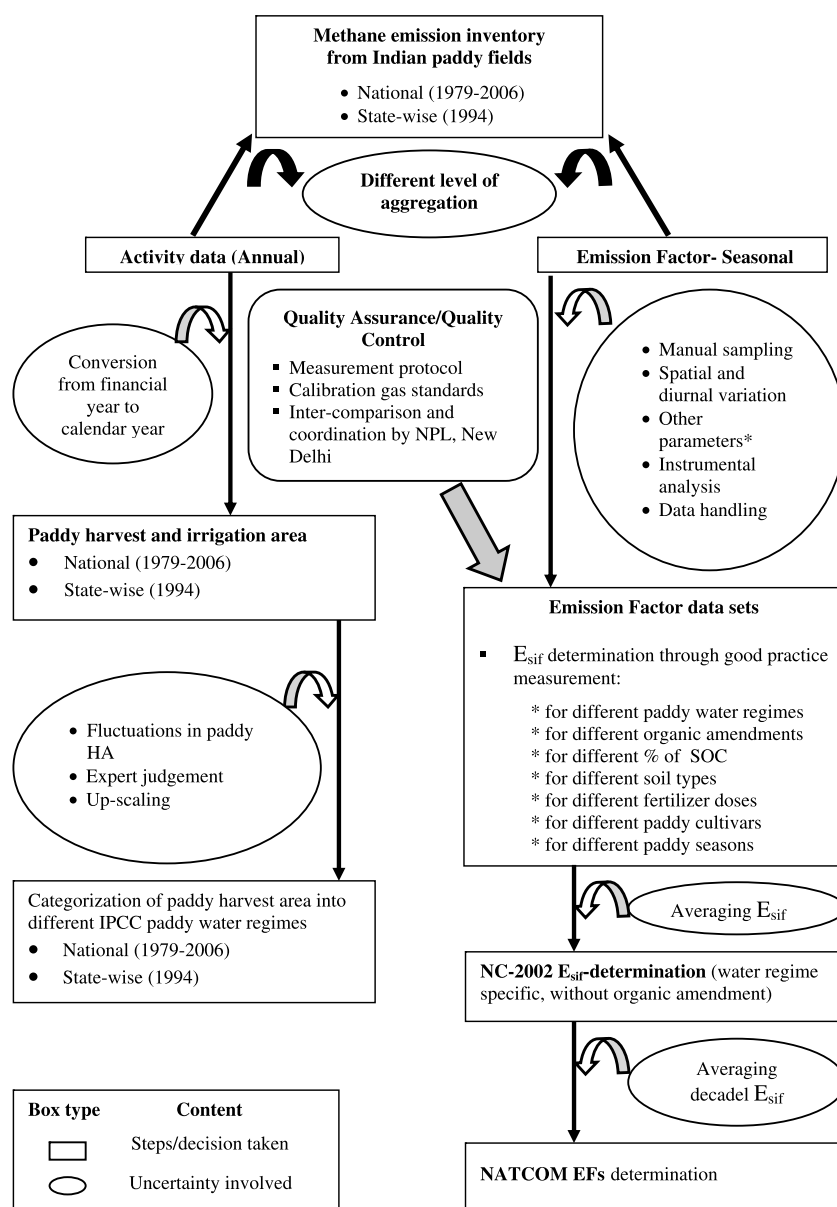 Methane emission inventory
from Indian paddy fields
• National (1979-2006)
• State-wise (1994)
Different level of
aggregation
Activity data (Annual)
Emission Factor- Seasonal
Conversion
from financial
year to
calendar year
Quality Assurance/Quality
Control
▪ Measurement protocol
▪ Calibration gas standards
▪ Inter-comparison and
coordination by NPL, New
Delhi
• Manual sampling
• Spatial and
diurnal variation
• Other
parameters*
• Instrumental
analysis
• Data handling
Paddy harvest and irrigation area
• National (1979-2006)
• State-wise (1994)
Emission Factor data sets
▪ Esif determination through good practice
measurement:
* for different paddy water regimes
* for different organic amendments
* for different % of SOC
* for different soil types
* for different fertilizer doses
* for different paddy cultivars
* for different paddy seasons
• Fluctuations in paddy
HA
• Expert judgement
• Up-scaling
Categorization of paddy harvest area into
different IPCC paddy water regimes
• National (1979-2006)
• State-wise (1994)
Averaging Esif
NC-2002 Esif-determination (water regime
specific, without organic amendment)
Averaging
decadel Esif
NATCOM EFs determination
Box type Content
Steps/decision taken
Uncertainty involved